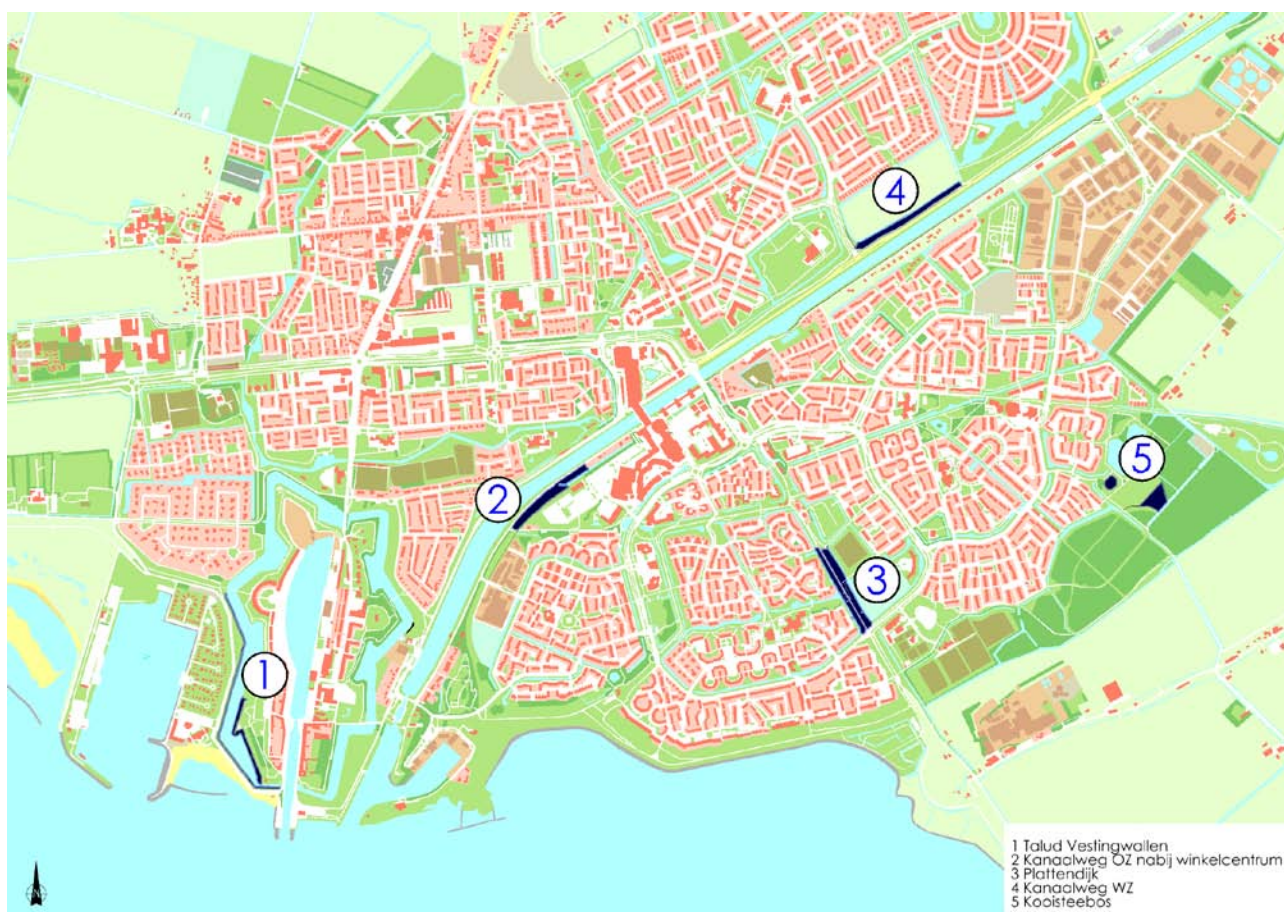 4
5
2
3
1
1 Talud Vestingwallen
2 Kanaalweg OZ nabij winkelcentrum
3 Plattendijk
4 Kanaalweg WZ
5 Kooisteebos